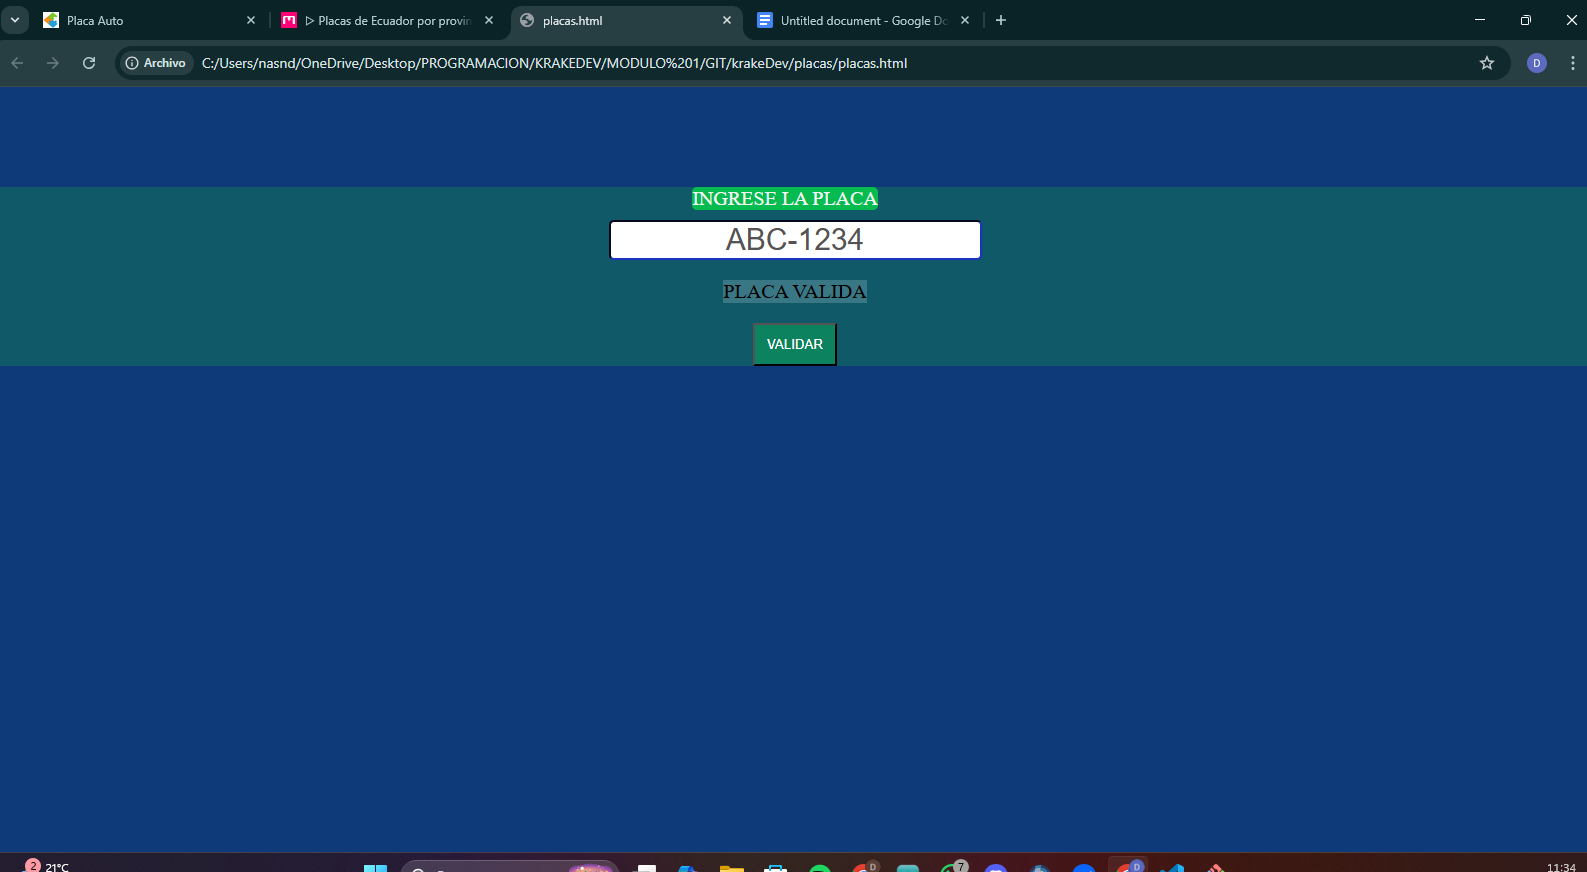 Placa Auto
▷ Placas de Ecuador por provin
placas.html
Untitled document - Google Do
Archivo
C:/Users/nasnd/OneDrive/Desktop/PROGRAMACION/KRAKEDEV/MODULO%201/GIT/krakeDev/placas/placas.html
D
INGRESE LA PLACA
ABC-1234
PLACA VALIDA
VALIDAR
2
21°C
D
7
D
11:34